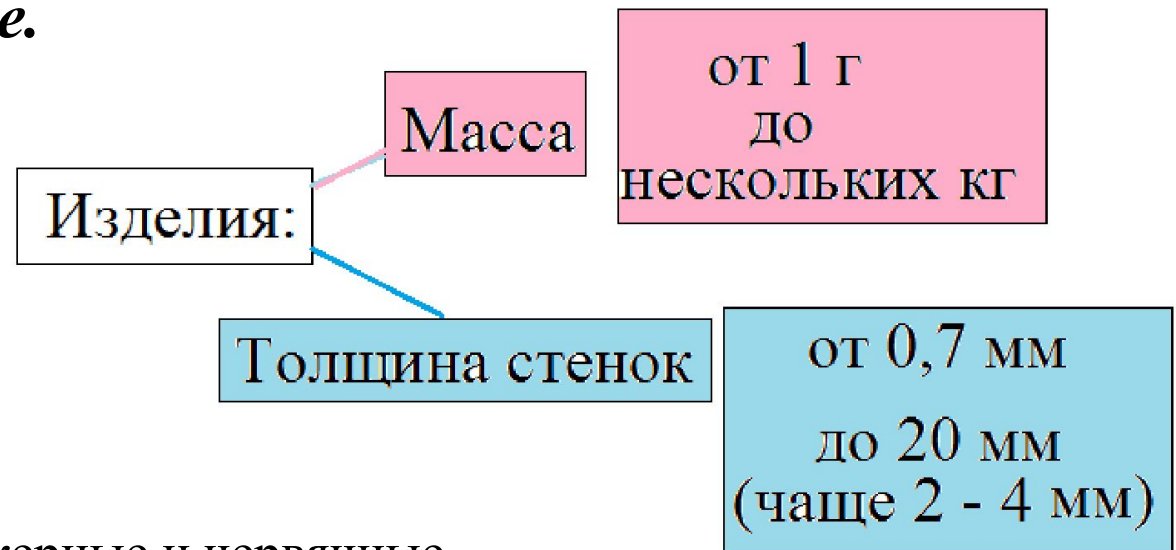 е.
Масса
от 1 г
до
нескольких кг
Изделия:
Толщина стенок
от 0,7 мм
до 20 мм
(чаще 2 - 4 мм)